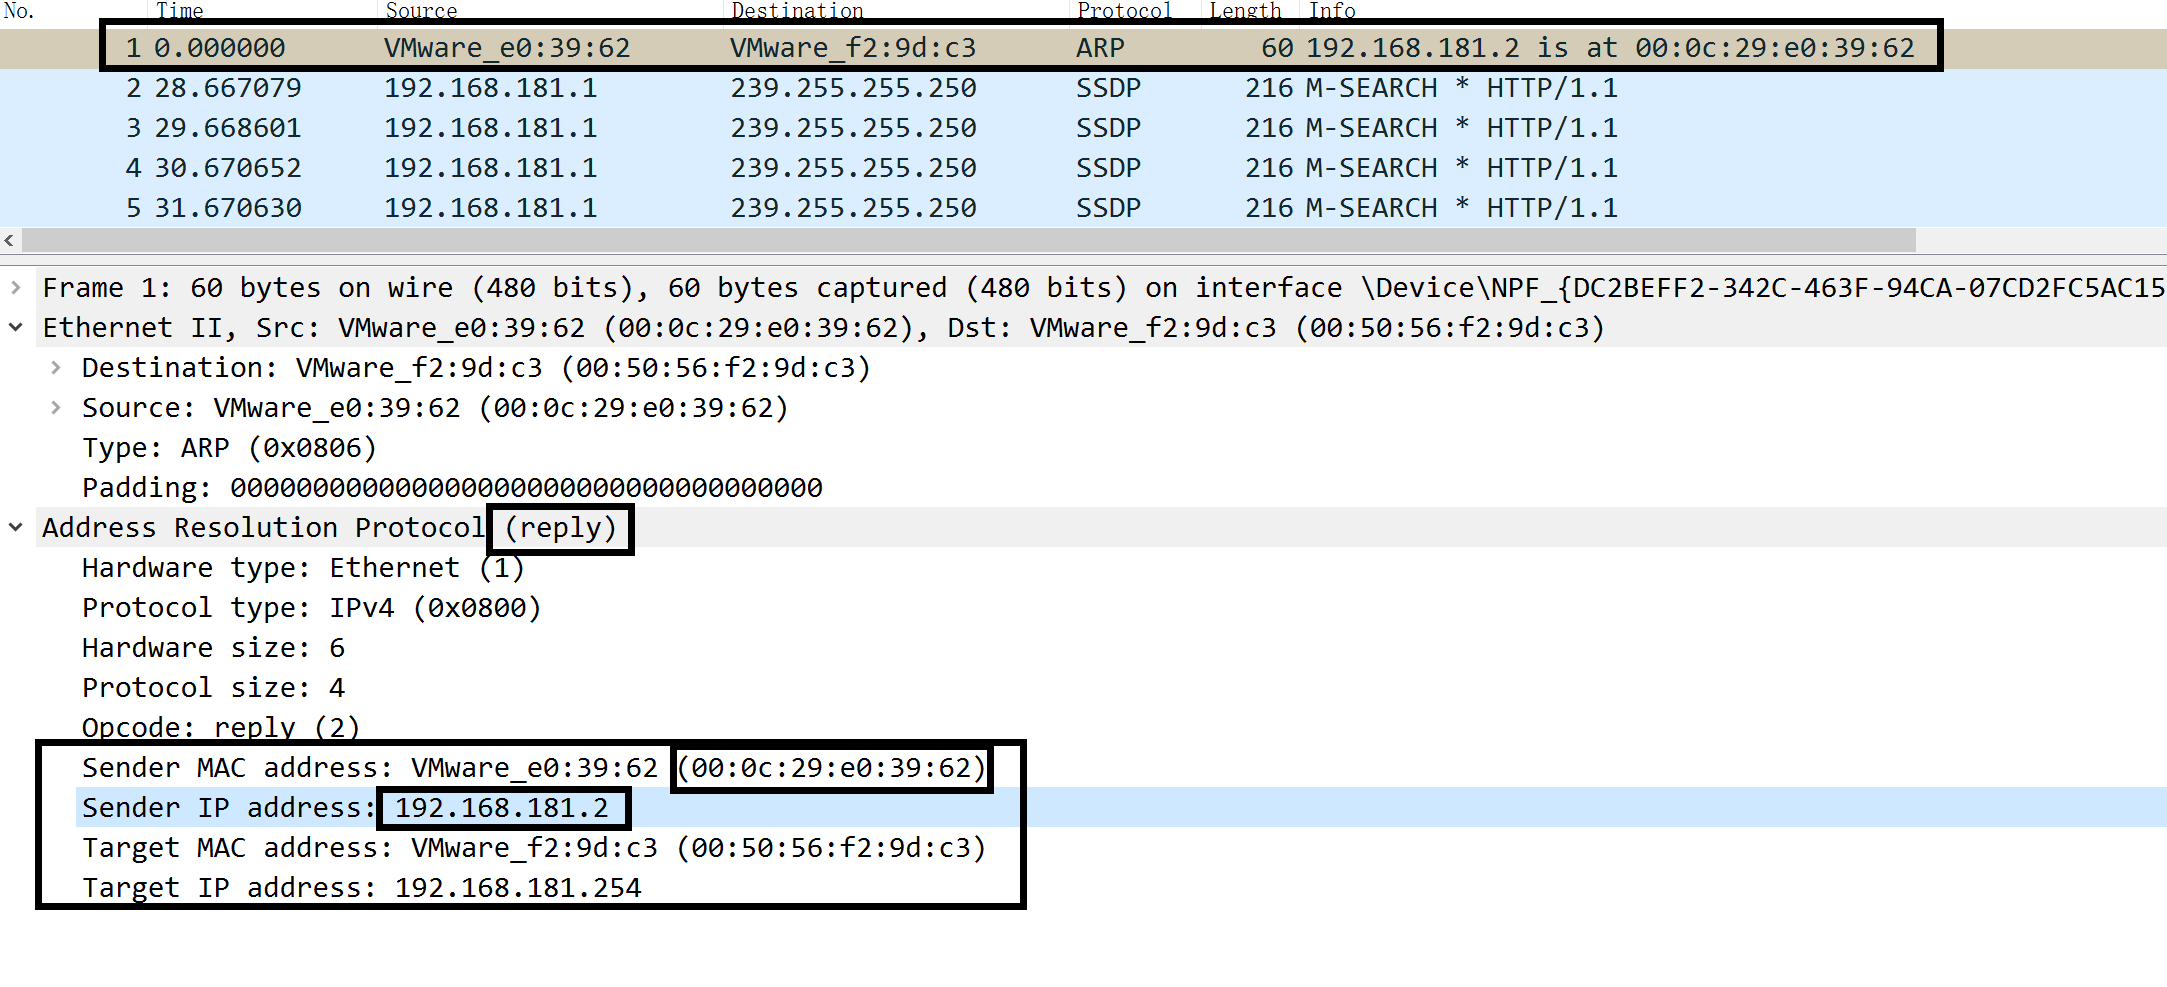 No. Time Source Destination Protocol Length Info
1 0.000000 VMware_e0:39:62 VMware_f2:9d:c3 ARP 60 192.168.181.2 is at 00:0c:29:e0:39:62
2 28.667079 192.168.181.1 239.255.255.250 SSDP 216 M-SEARCH * HTTP/1.1
3 29.668601 192.168.181.1 239.255.255.250 SSDP 216 M-SEARCH * HTTP/1.1
4 30.670652 192.168.181.1 239.255.255.250 SSDP 216 M-SEARCH * HTTP/1.1
5 31.670630 192.168.181.1 239.255.255.250 SSDP 216 M-SEARCH * HTTP/1.1
Frame 1: 60 bytes on wire (480 bits), 60 bytes captured (480 bits) on interface \Device\NPF_{DC2BEFF2-342C-463F-94CA-07CD2FC5AC15
Ethernet II, Src: VMware_e0:39:62 (00:0c:29:e0:39:62), Dst: VMware_f2:9d:c3 (00:50:56:f2:9d:c3)
Destination: VMware_f2:9d:c3 (00:50:56:f2:9d:c3)
Source: VMware_e0:39:62 (00:0c:29:e0:39:62)
Type: ARP (0x0806)
Padding: 000000000000000000000000000000000000
Address Resolution Protocol (reply)
Hardware type: Ethernet (1)
Protocol type: IPv4 (0x0800)
Hardware size: 6
Protocol size: 4
Opcode: reply (2)
Sender MAC address: VMware_e0:39:62 (00:0c:29:e0:39:62)
Sender IP address: 192.168.181.2
Target MAC address: VMware_f2:9d:c3 (00:50:56:f2:9d:c3)
Target IP address: 192.168.181.254